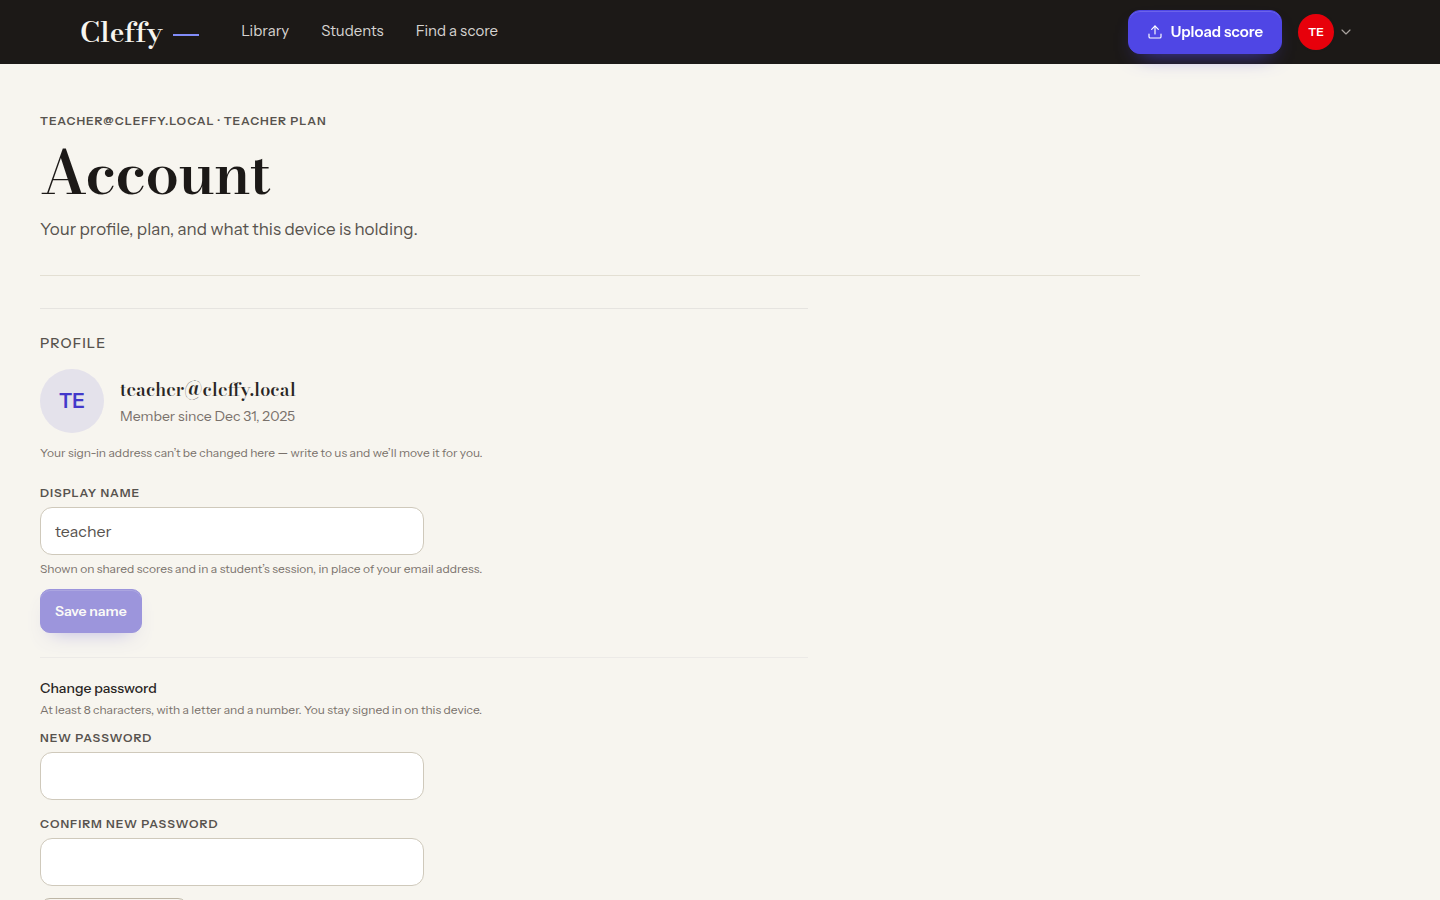 Cleffy
Library
Students
Find a score
Upload score
TE
TEACHER@CLEFFY.LOCAL · TEACHER PLAN
Account
Your profile, plan, and what this device is holding.
PROFILE
TE
teacher@cleffy.local
Member since Dec 31, 2025
Your sign-in address can’t be changed here — write to us and we’ll move it for you.
DISPLAY NAME
teacher
Shown on shared scores and in a student’s session, in place of your email address.
Save name
Change password
At least 8 characters, with a letter and a number. You stay signed in on this device.
NEW PASSWORD
CONFIRM NEW PASSWORD